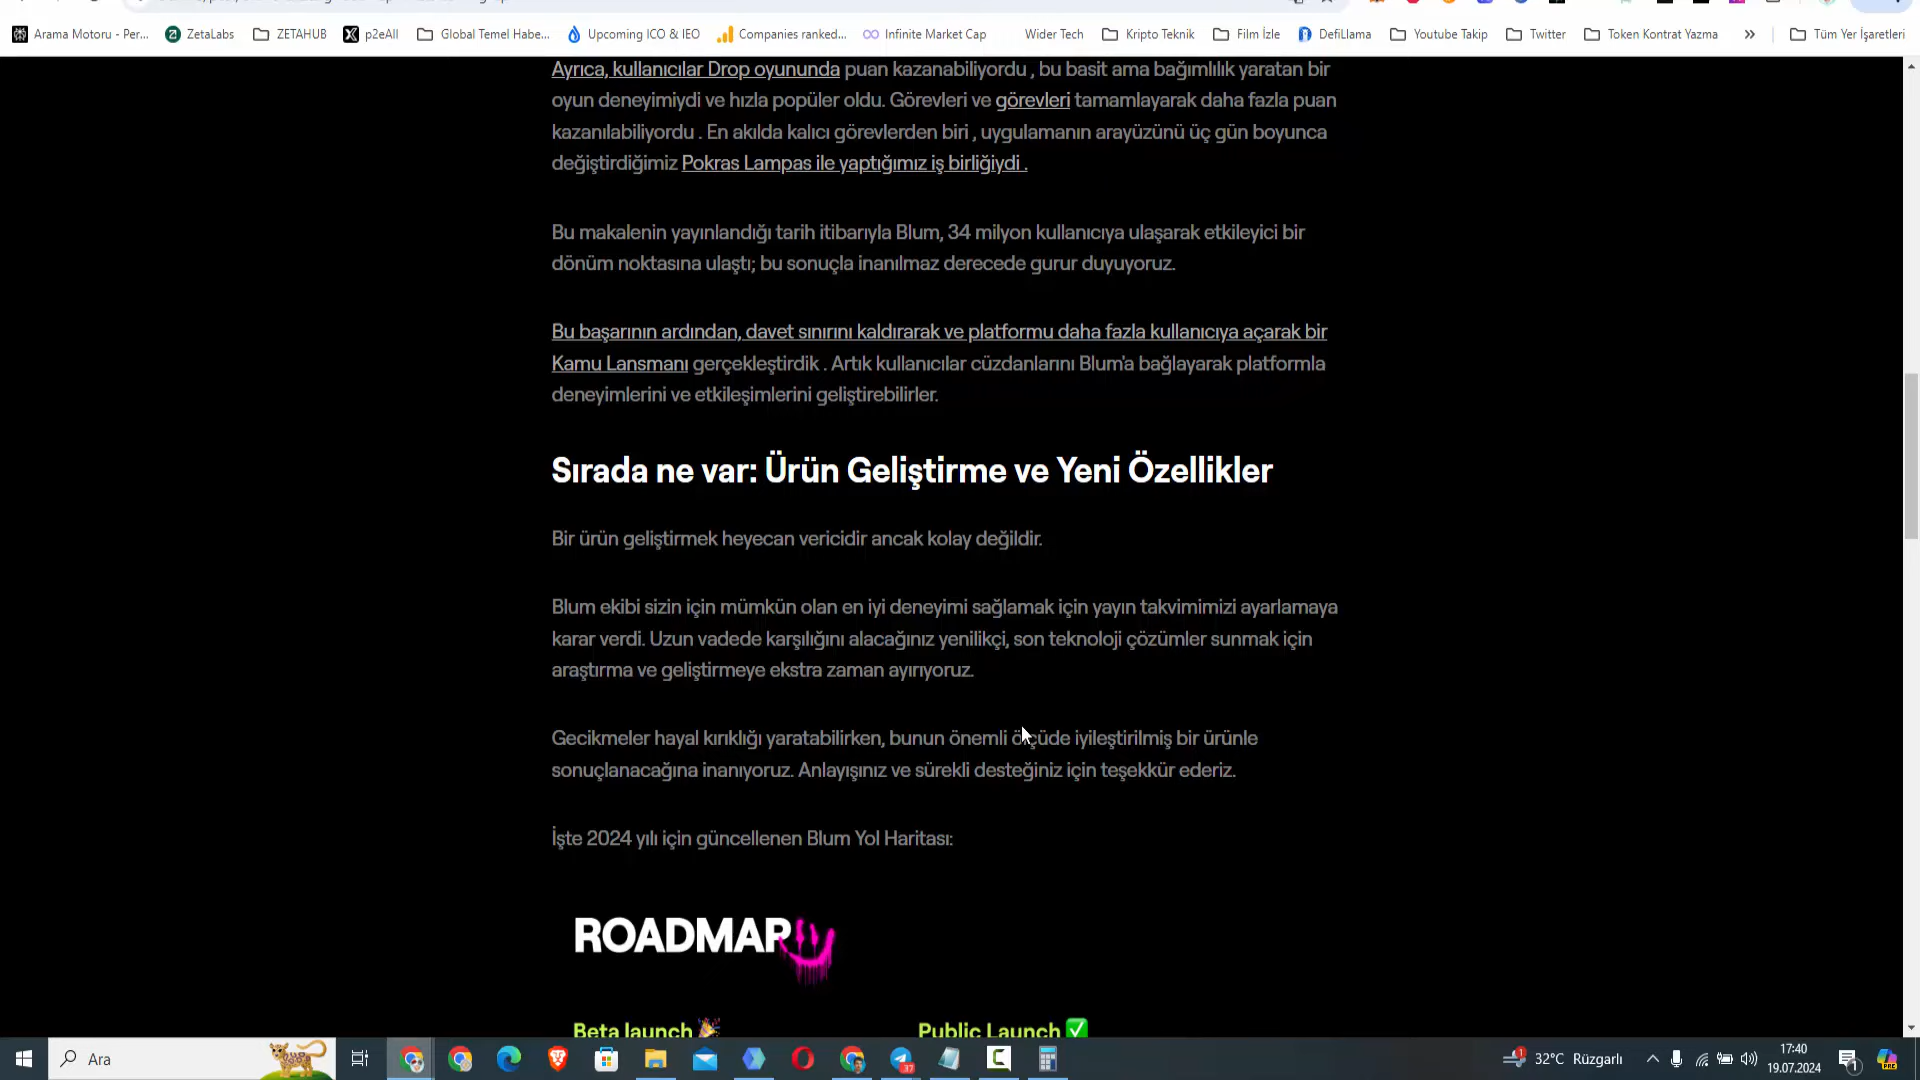 Arama Motoru - Per...
ZetaLabs
ZETAHUB
p2eAll
Global Temel Habe...
Upcoming ICO & IEO
Companies ranked...
Infinite Market Cap
Wider Tech
Kripto Teknik
Film İzle
DefiLlama
Youtube Takip
Twitter
Token Kontrat Yazma
Tüm Yer İşaretleri
Ayrıca, kullanıcılar Drop oyununda puan kazanabiliyordu , bu basit ama bağımlılık yaratan bir
oyun deneyimiydi ve hızla popüler oldu. Görevleri ve görevleri tamamlayarak daha fazla puan
kazanılabiliyordu . En akılda kalıcı görevlerden biri , uygulamanın arayüzünü üç gün boyunca
değiştirdiğimiz Pokras Lampas ile yaptığımız iş birliğiydi .
Bu makalenin yayınlandığı tarih itibarıyla Blum, 34 milyon kullanıcıya ulaşarak etkileyici bir
dönüm noktasına ulaştı; bu sonuçla inanılmaz derecede gurur duyuyoruz.
Bu başarının ardından, davet sınırını kaldırarak ve platformu daha fazla kullanıcıya açarak bir
Kamu Lansmanı gerçekleştirdik . Artık kullanıcılar cüzdanlarını Blum'a bağlayarak platformla
deneyimlerini ve etkileşimlerini geliştirebilirler.
Sırada ne var: Ürün Geliştirme ve Yeni Özellikler
Bir ürün geliştirmek heyecan vericidir ancak kolay değildir.
Blum ekibi sizin için mümkün olan en iyi deneyimi sağlamak için yayın takvimimizi ayarlamaya
karar verdi. Uzun vadede karşılığını alacağınız yenilikçi, son teknoloji çözümler sunmak için
araştırma ve geliştirmeye ekstra zaman ayırıyoruz.
Gecikmeler hayal kırıklığı yaratabilirken, bunun önemli ölçüde iyileştirilmiş bir ürünle
sonuçlanacağına inanıyoruz. Anlayışınız ve sürekli desteğiniz için teşekkür ederiz.
İşte 2024 yılı için güncellenen Blum Yol Haritası:
ROADMAP
Beta launch
Public Launch
Ara
32°C Rüzgarlı
17:40
19.07.2024